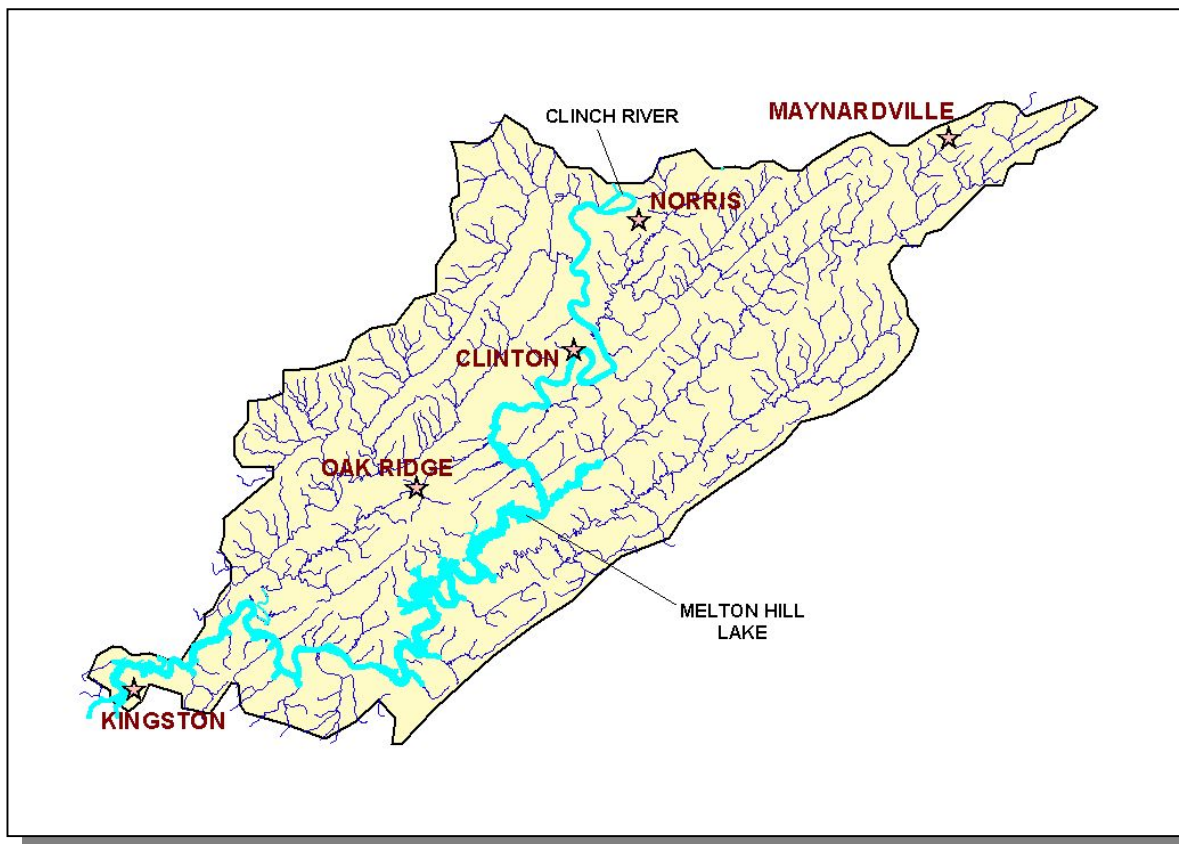 CLINCH RIVER
MAYNARDVILLE
NORRIS
CLINTON
OAK RIDGE
MELTON HILL
LAKE
KINGSTON